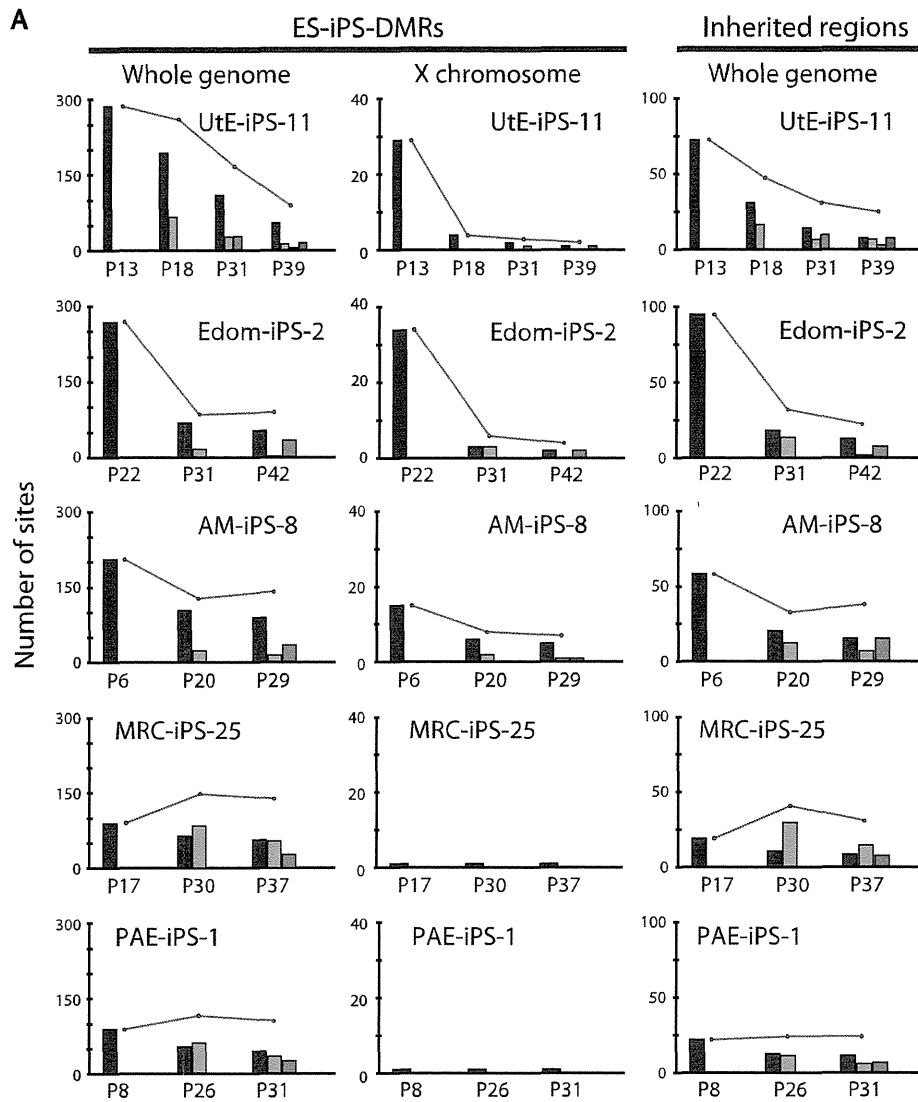 A
ES-iPS-DMRs Inherited regions
Whole genome X chromosome Whole genome
Number of sites
300 40 100
UtE-iPS-11 UtE-iPS-11 UtE-iPS-11
150 20 50
0 0 0
P13 P18 P31 P39 P13 P18 P31 P39 P13 P18 P31 P39
300 40 100
Edom-iPS-2 Edom-iPS-2 Edom-iPS-2
150 20 50
0 0 0
P22 P31 P42 P22 P31 P42 P22 P31 P42
300 40 100
AM-iPS-8 AM-iPS-8 AM-iPS-8
150 20 50
0 0 0
P6 P20 P29 P6 P20 P29 P6 P20 P29
300 40 100
MRC-iPS-25 MRC-iPS-25 MRC-iPS-25
150 20 50
0 0 0
P17 P30 P37 P17 P30 P37 P17 P30 P37
300 40 100
PAE-iPS-1 PAE-iPS-1 PAE-iPS-1
150 20 50
0 0 0
P8 P26 P31 P8 P26 P31 P8 P26 P31